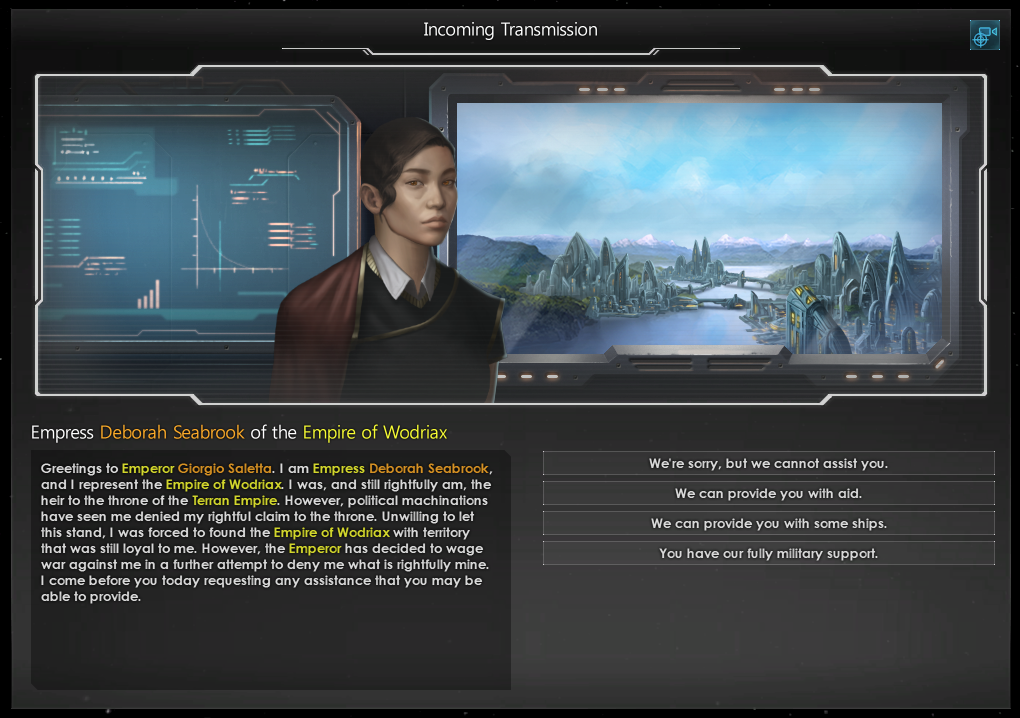 Incoming Transmission
Empress Deborah Seabrook of the Empire of Wodriax
Greetings to Emperor Giorgio Saletta. I am Empress Deborah Seabrook,
and I represent the Empire of Wodriax. I was, and still rightfully am, the
heir to the throne of the Terran Empire. However, political machinations
have seen me denied my rightful claim to the throne. Unwilling to let
this stand, I was forced to found the Empire of Wodriax with territory
that was still loyal to me. However, the Emperor has decided to wage
war against me in a further attempt to deny me what is rightfully mine.
I come before you today requesting any assistance that you may be
able to provide.
We're sorry, but we cannot assist you.
We can provide you with aid.
We can provide you with some ships.
You have our fully military support.